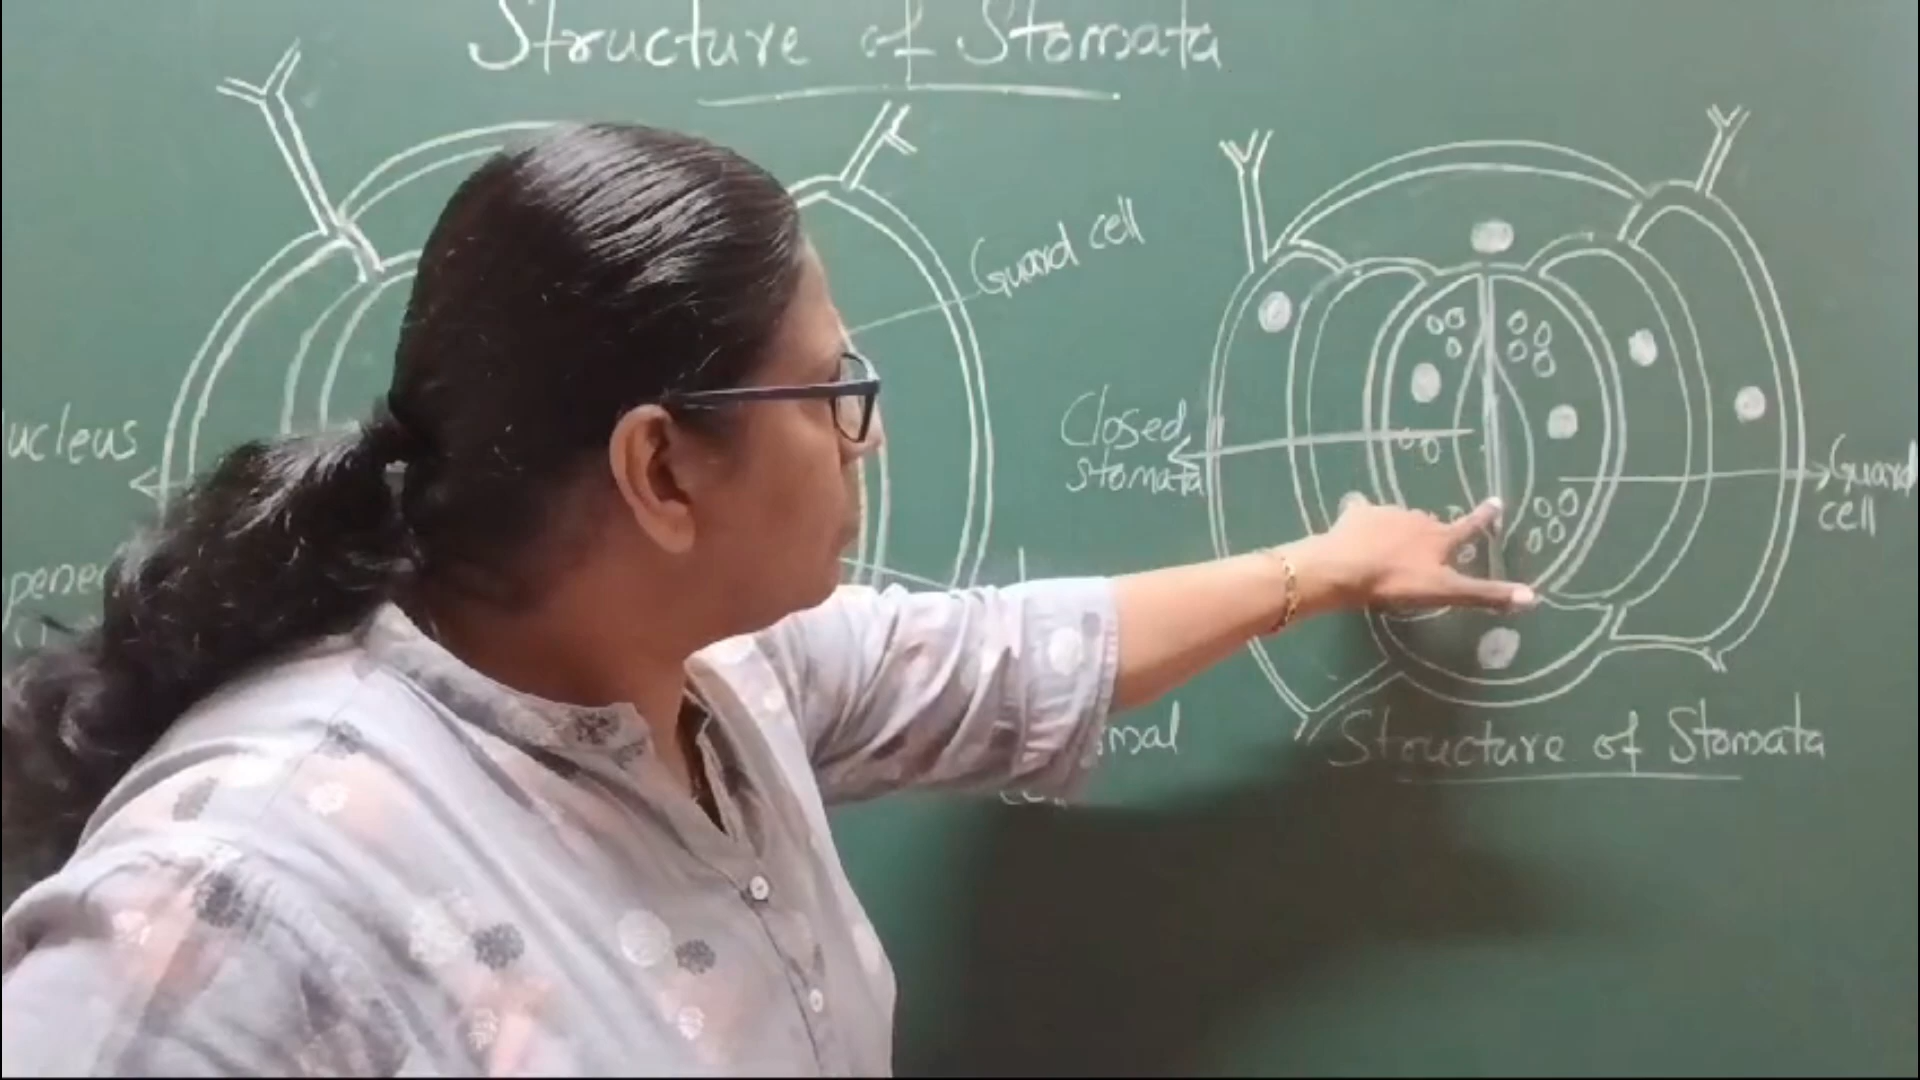 Structure of Stomata
Guard cell
ucleus
Closed
stomata
Guard
cell
Structure of Stomata